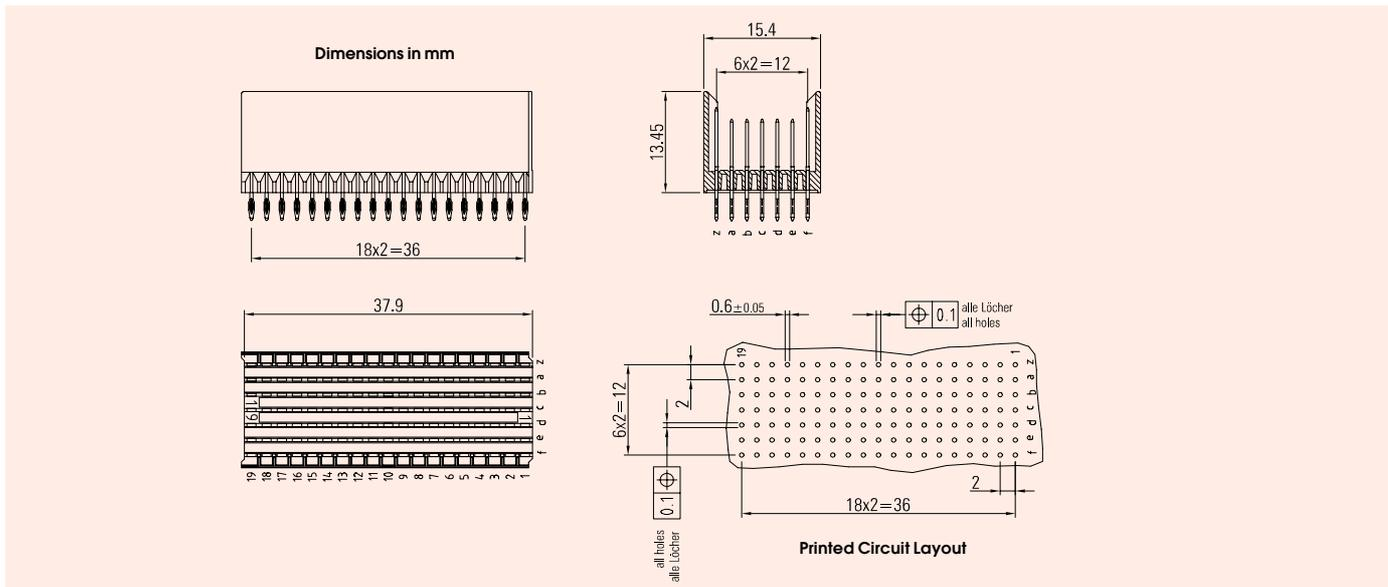 Dimensions in mm
15.4
6x2=12
13.45
z a b c d e f
18x2=36
37.9
z
a
b
c
d
e
f
19
1
19 18 17 16 15 14 13 12 11 10 9 8 7 6 5 4 3 2 1
0.6±0.05
0.1
alle Löcher
all holes
19
1
z
a
b
c
d
e
f
2
6x2=12
0.1
all holes
alle Löcher
2
18x2=36
Printed Circuit Layout